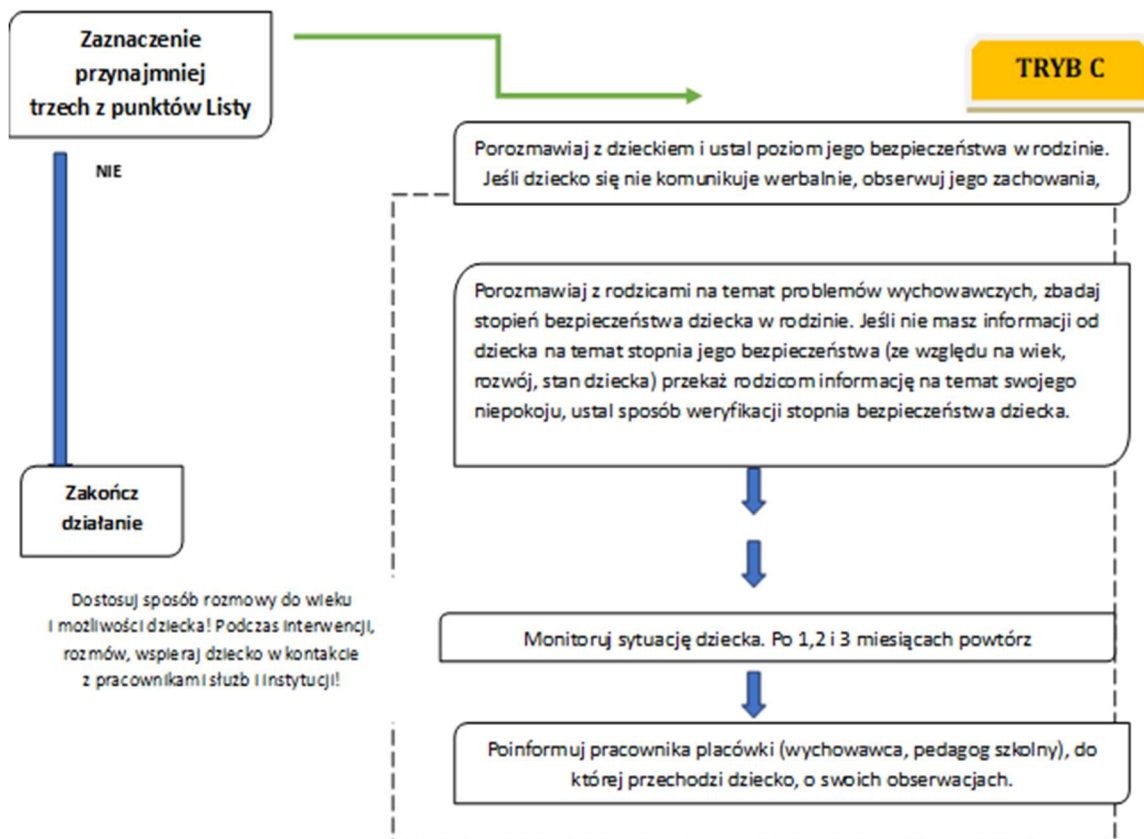 Zaznaczenie
przynajmniej
trzech z punktów Listy
TRYB C
NIE
Porozmawiaj z dzieckiem i ustal poziom jego bezpieczeństwa w rodzinie.
Jeśli dziecko się nie komunikuje werbalnie, obserwuj jego zachowania,
Porozmawiaj z rodzicami na temat problemów wychowawczych, zbadaj
stopień bezpieczeństwa dziecka w rodzinie. Jeśli nie masz informacji od
dziecka na temat stopnia jego bezpieczeństwa (ze względu na wiek,
rozwój, stan dziecka) przekaż rodzicom informację na temat swojego
niepokoju, ustal sposób weryfikacji stopnia bezpieczeństwa dziecka.
Zakończ
działanie
Dostosuj sposób rozmowy do wieku
i możliwości dziecka! Podczas interwencji,
rozmów, wspieraj dziecko w kontakcie
z pracownikami służb i instytucji!
Monitoruj sytuację dziecka. Po 1,2 i 3 miesiącach powtórz
Poinformuj pracownika placówki (wychowawca, pedagog szkolny), do
której przechodzi dziecko, o swoich obserwacjach.